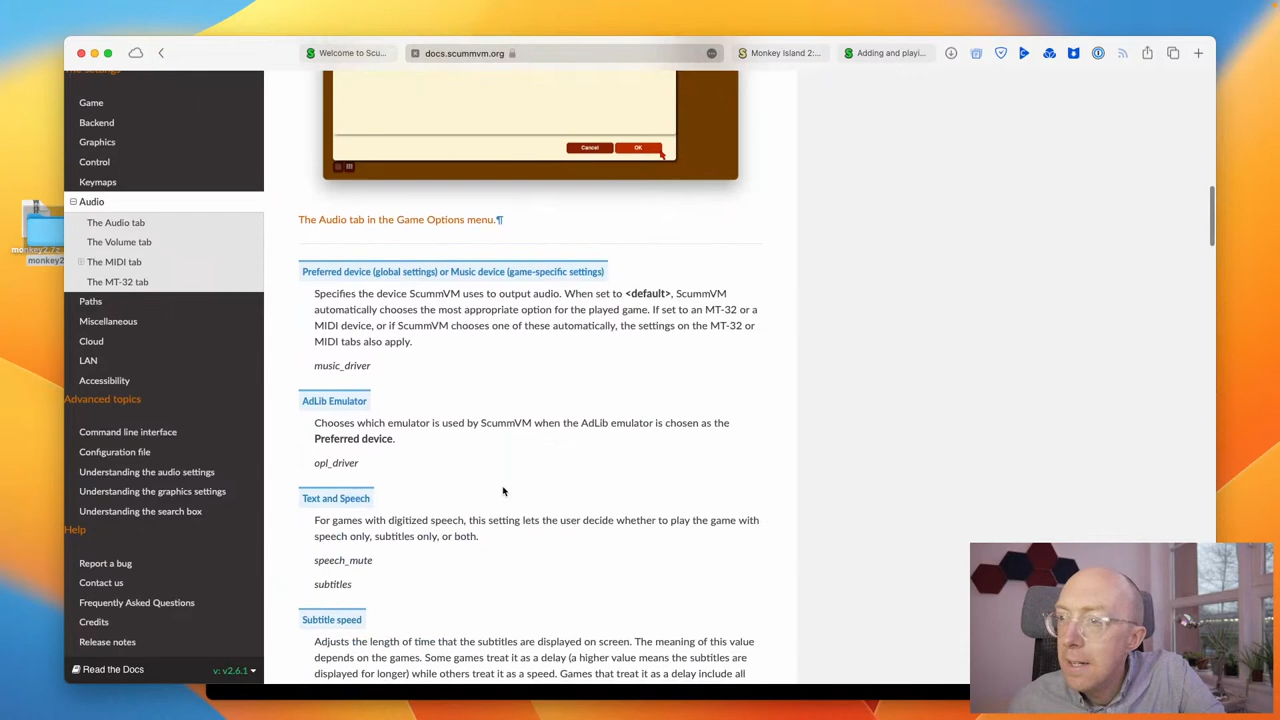 Welcome to Scu...
docs.scummvm.org
Monkey Island 2:...
Adding and playi...
Game
Backend
Graphics
Control
Keymaps
Audio
The Audio tab
The Volume tab
The MIDI tab
The MT-32 tab
Paths
Miscellaneous
Cloud
LAN
Accessibility
Advanced topics
Command line interface
Configuration file
Understanding the audio settings
Understanding the graphics settings
Understanding the search box
Help
Report a bug
Contact us
Frequently Asked Questions
Credits
Release notes
Read the Docs
v: v2.6.1
monkey2
Cancel
OK
The Audio tab in the Game Options menu.¶
Preferred device (global settings) or Music device (game-specific settings)
Specifies the device ScummVM uses to output audio. When set to <default>, ScummVM
automatically chooses the most appropriate option for the played game. If set to an MT-32 or a
MIDI device, or if ScummVM chooses one of these automatically, the settings on the MT-32 or
MIDI tabs also apply.
music_driver
AdLib Emulator
Chooses which emulator is used by ScummVM when the AdLib emulator is chosen as the
Preferred device.
opl_driver
Text and Speech
For games with digitized speech, this setting lets the user decide whether to play the game with
speech only, subtitles only, or both.
speech_mute
subtitles
Subtitle speed
Adjusts the length of time that the subtitles are displayed on screen. The meaning of this value
depends on the games. Some games treat it as a delay (a higher value means the subtitles are
displayed for longer) while others treat it as a speed. Games that treat it as a delay include all